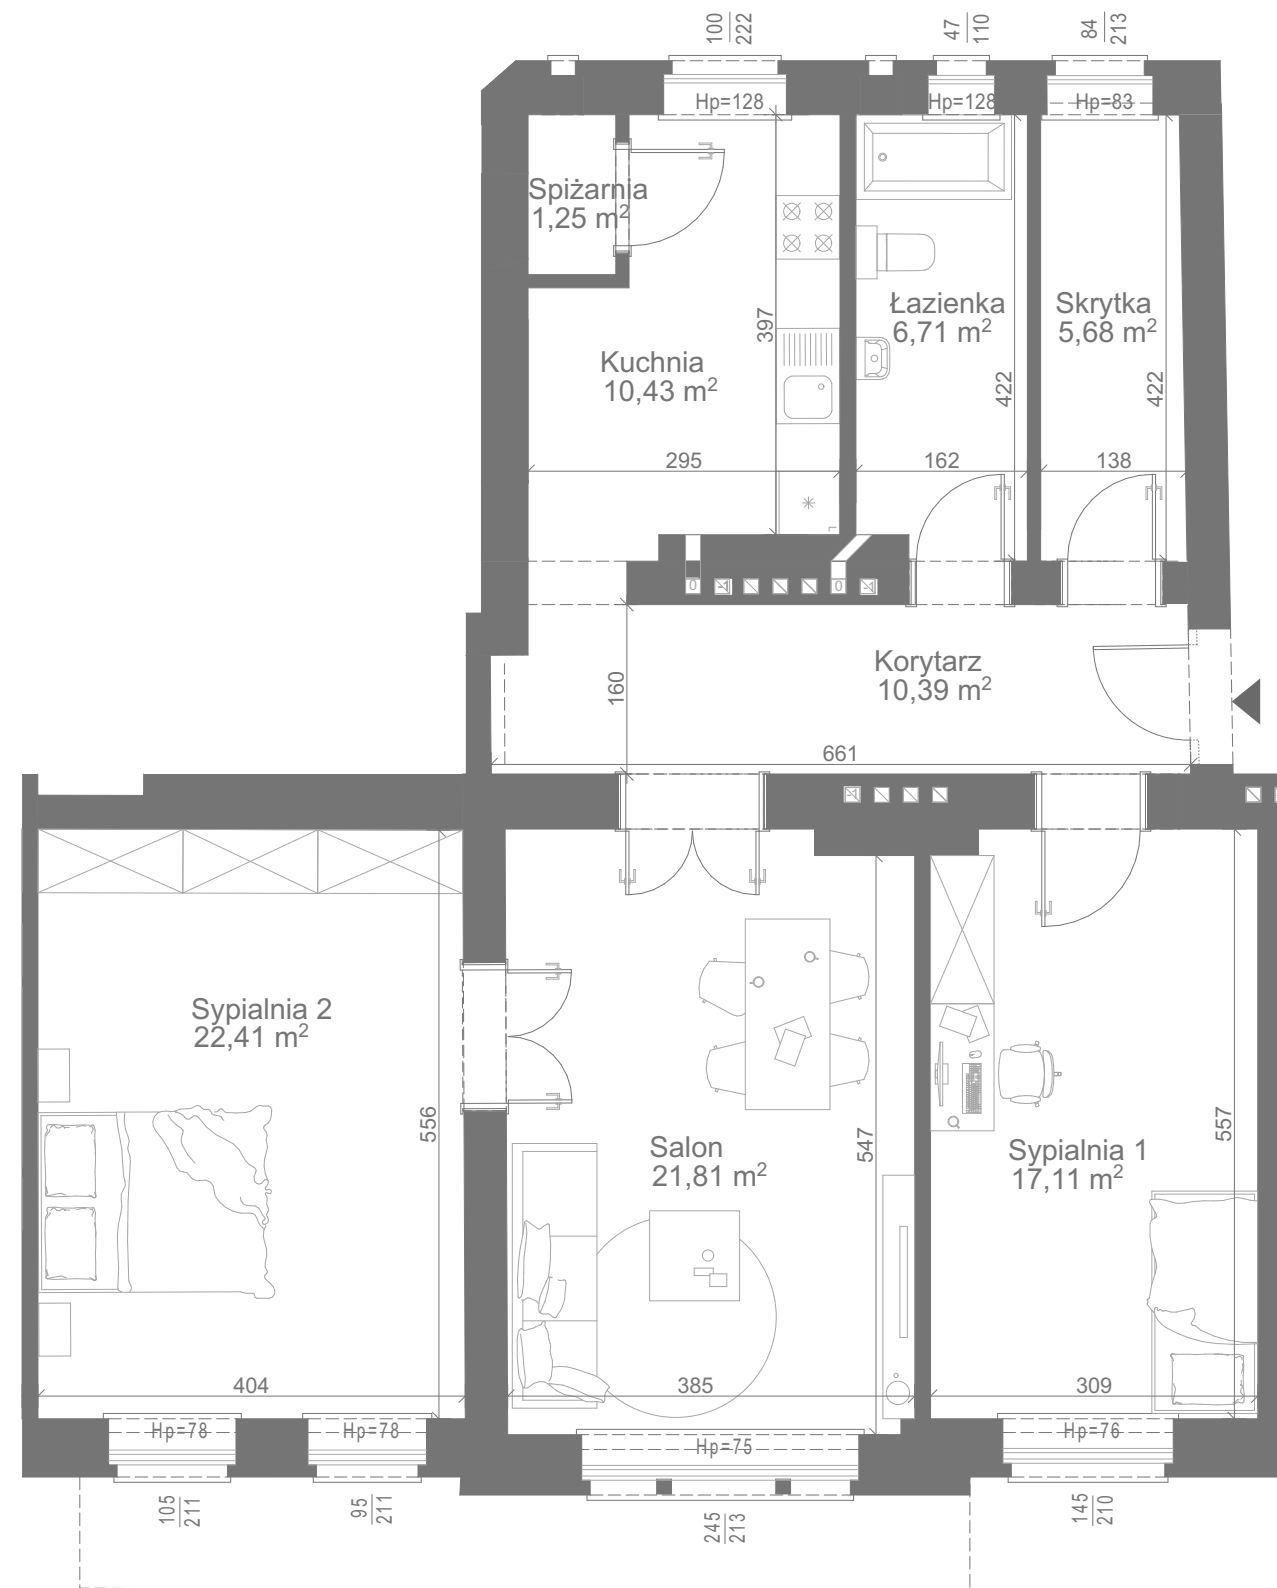 100
222
47
110
84
213
Hp=128
Hp=128
Hp=83
Spiżarnia
1,25 m²
Łazienka
6,71 m²
Skrytka
5,68 m²
397
Kuchnia
10,43 m²
422
422
295
162
138
Korytarz
10,39 m²
160
661
Sypialnia 2
22,41 m²
556
Salon
21,81 m²
547
Sypialnia 1
17,11 m²
557
404
385
309
Hp=78
Hp=78
Hp=75
Hp=76
105
211
95
211
245
213
145
210